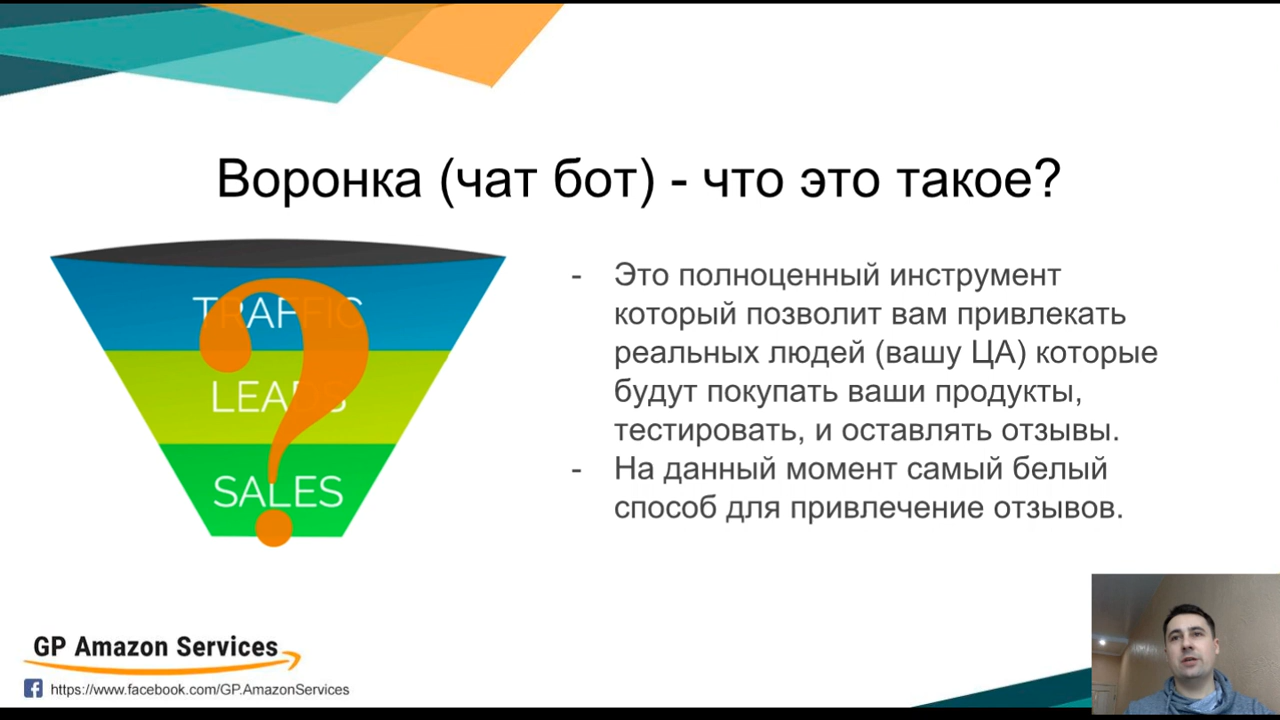 Воронка (чат бот) - что это такое?
TRAFFIC
LEADS
SALES
- Это полноценный инструмент
который позволит вам привлекать
реальных людей (вашу ЦА) которые
будут покупать ваши продукты,
тестировать, и оставлять отзывы.
- На данный момент самый белый
способ для привлечение отзывов.
?
GP Amazon Services
https://www.facebook.com/GP.AmazonServices